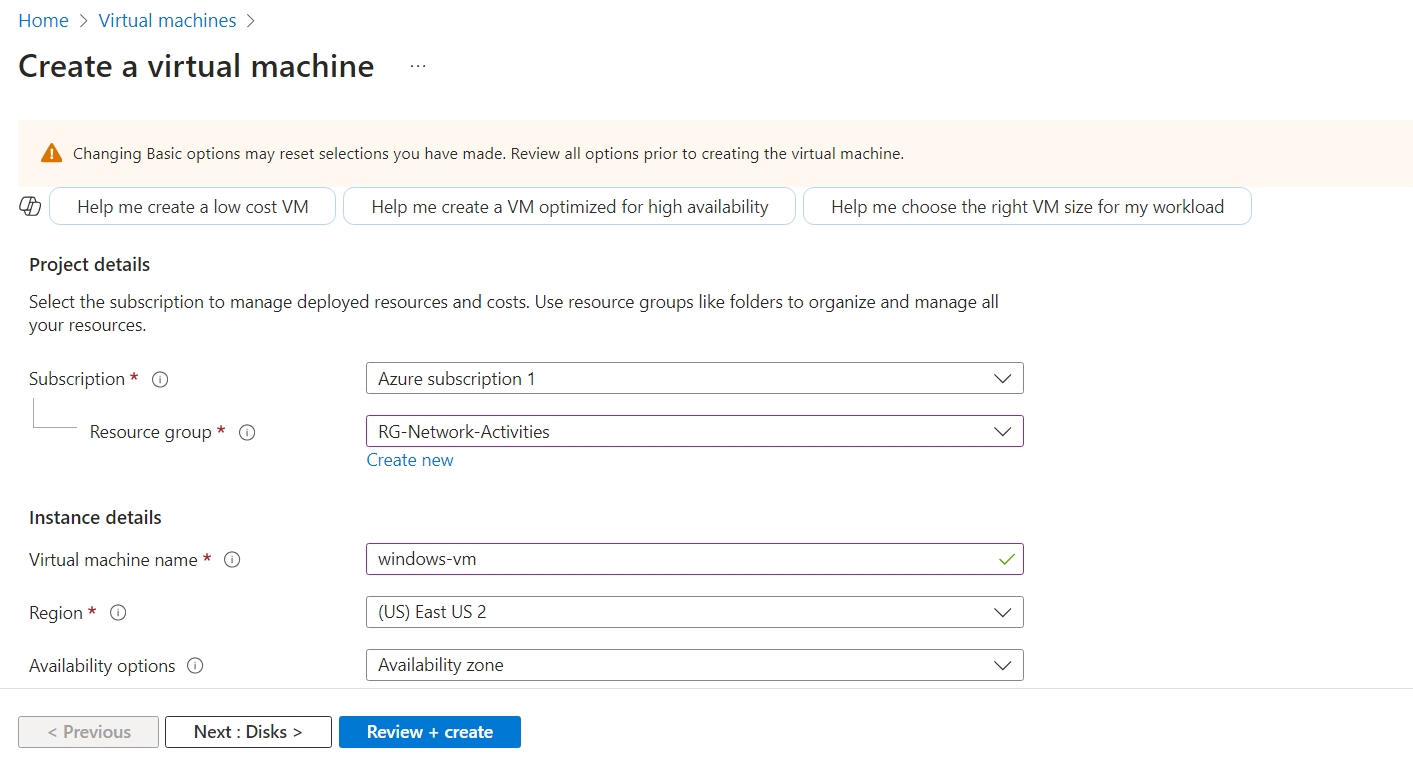 Home > Virtual machines >
Create a virtual machine ...
Changing Basic options may reset selections you have made. Review all options prior to creating the virtual machine.
Help me create a low cost VM Help me create a VM optimized for high availability Help me choose the right VM size for my workload
Project details
Select the subscription to manage deployed resources and costs. Use resource groups like folders to organize and manage all
your resources.
Subscription * Azure subscription 1
Resource group * RG-Network-Activities
Create new
Instance details
Virtual machine name * windows-vm
Region * (US) East US 2
Availability options Availability zone
< Previous Next : Disks > Review + create